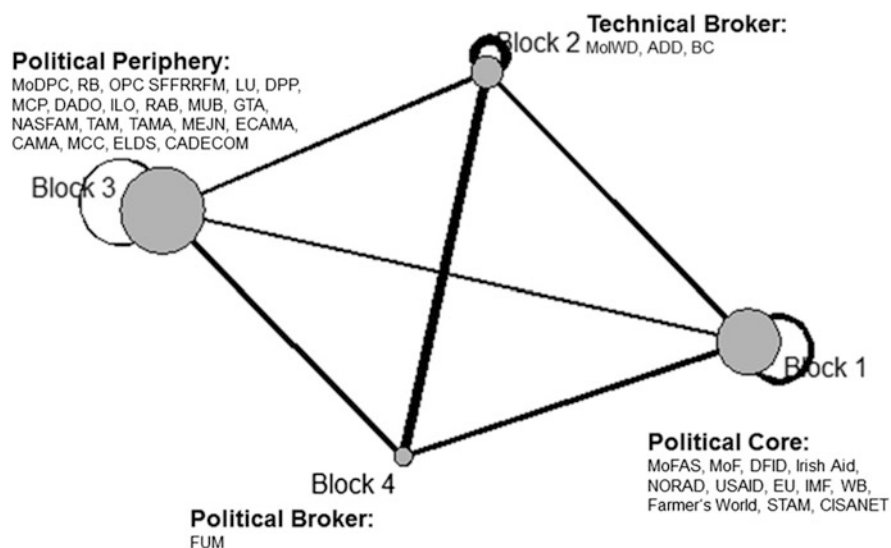 Technical Broker:
Block 2
MoIWD, ADD, BC
Political Periphery:
MoDPC, RB, OPC SFFRRFM, LU, DPP,
MCP, DADO, ILO, RAB, MUB, GTA,
NASFAM, TAM, TAMA, MEJN, ECAMA,
CAMA, MCC, ELDS, CADECOM
Block 3
Block 1
Political Core:
MoFAS, MoF, DFID, Irish Aid,
NORAD, USAID, EU, IMF, WB,
Farmer's World, STAM, CISANET
Block 4
Political Broker:
FUM